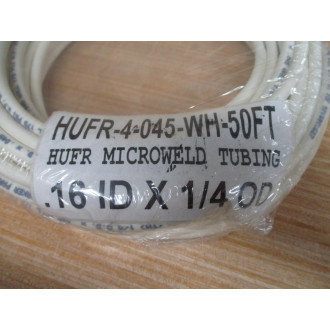 HUFR-4-045-WH-50FT
HUFR MICROWELD TUBING
.16 ID X 1/4 OD